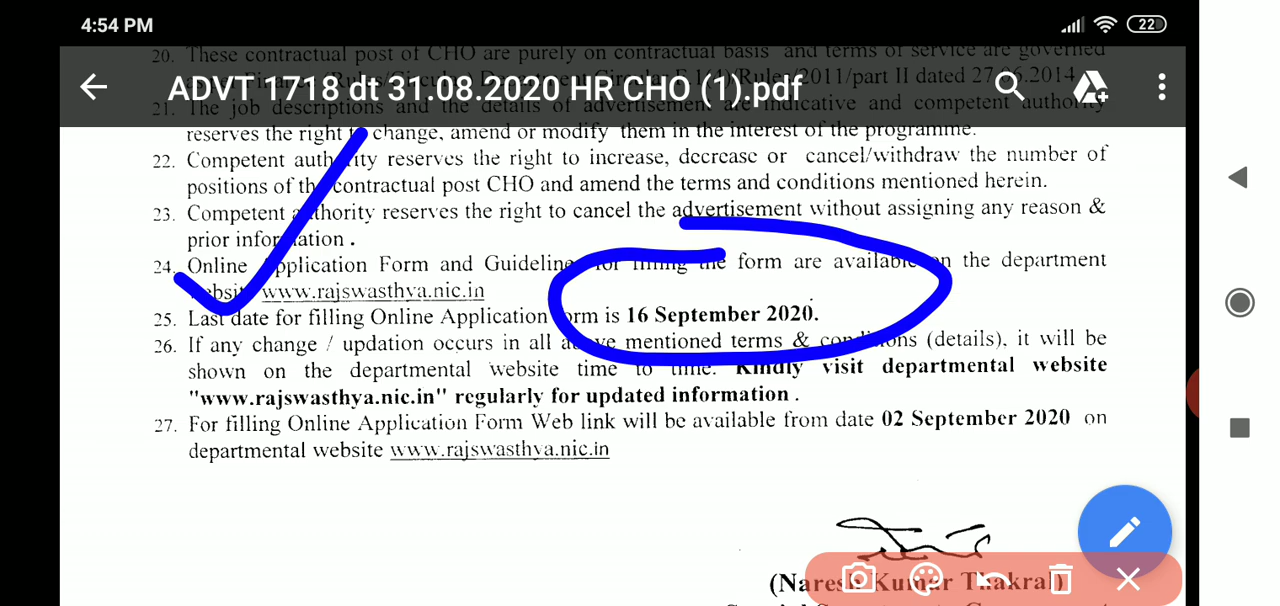 4:54 PM
22
20. These contractual post of CHO are purely on contractual basis and terms of service are governed
2011/part II dated 27.06.2014
ADVT 1718 dt 31.08.2020 HR CHO (1).pdf
21. The job descriptions and the details of advertisement are indicative and competent authority
reserves the right to change, amend or modify them in the interest of the programme.
22. Competent authority reserves the right to increase, decrease or cancel/withdraw the number of
positions of the contractual post CHO and amend the terms and conditions mentioned herein.
23. Competent authority reserves the right to cancel the advertisement without assigning any reason &
prior information .
24. Online Application Form and Guideline for filling the form are available on the department
website www.rajswasthya.nic.in
25. Last date for filling Online Application form is 16 September 2020.
26. If any change / updation occurs in all above mentioned terms & conditions (details), it will be
shown on the departmental website time to time. Kindly visit departmental website
"www.rajswasthya.nic.in" regularly for updated information .
27. For filling Online Application Form Web link will be available from date 02 September 2020 on
departmental website www.rajswasthya.nic.in
(Naresh Kumar Thakral)